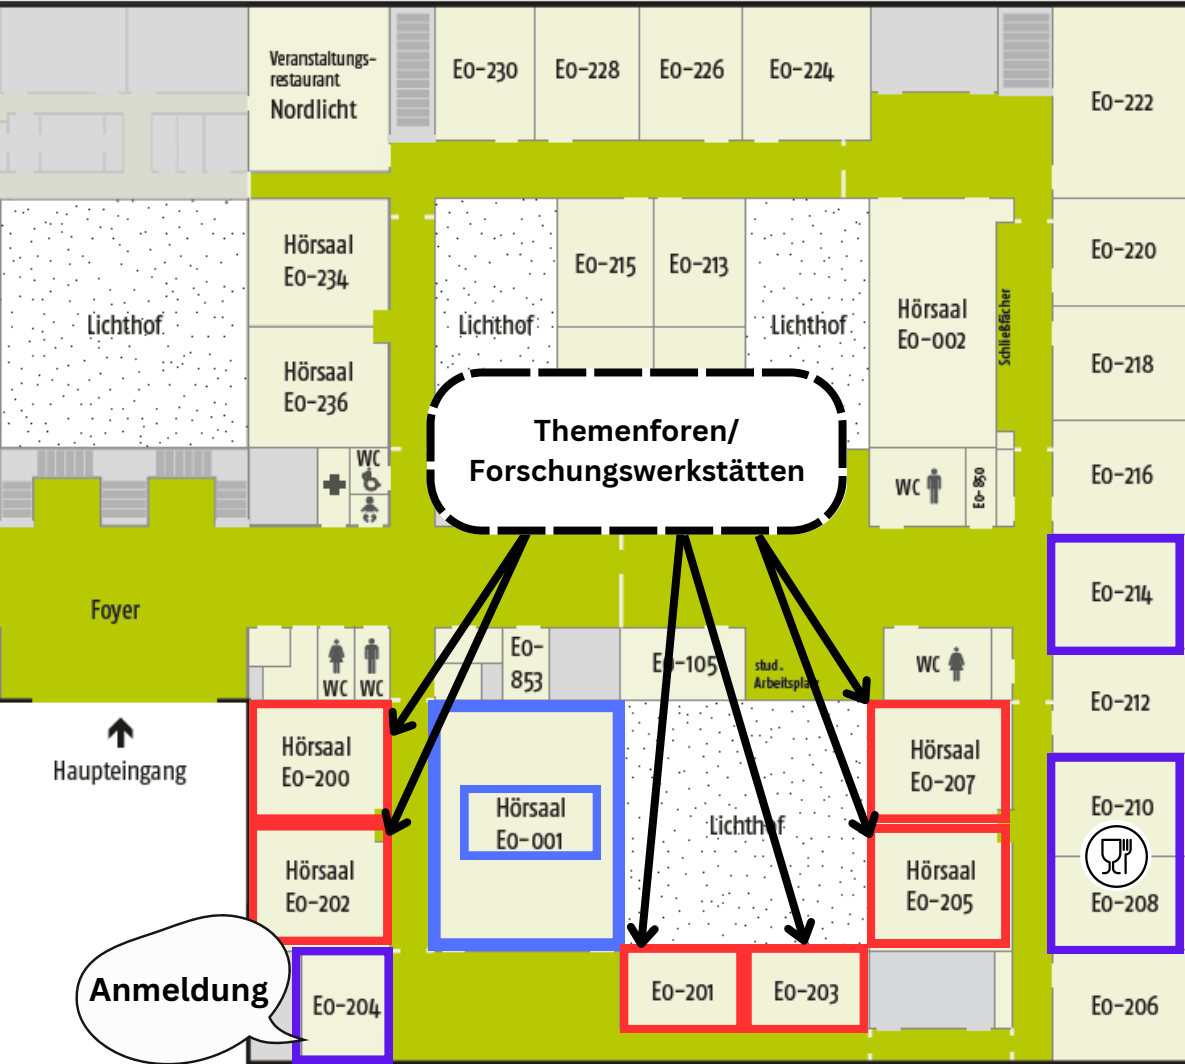 Veranstaltungs-
restaurant
Nordlicht
E0-230
E0-228
E0-226
E0-224
E0-222
Hörsaal
E0-234
Lichthof
Hörsaal
E0-236
Lichthof
E0-215
E0-213
Lichthof
Hörsaal
E0-002
Schließfächer
E0-220
E0-218
E0-216
WC
WC
E0-850
Themenforen/
Forschungswerkstätten
E0-214
Foyer
WC
WC
E0-
853
E0-105
stud.
Arbeitsplatz
WC
E0-212
Haupteingang
Hörsaal
E0-200
Hörsaal
E0-001
Lichthof
Hörsaal
E0-207
E0-210
Hörsaal
E0-202
Hörsaal
E0-205
E0-208
Anmeldung
E0-204
E0-201
E0-203
E0-206